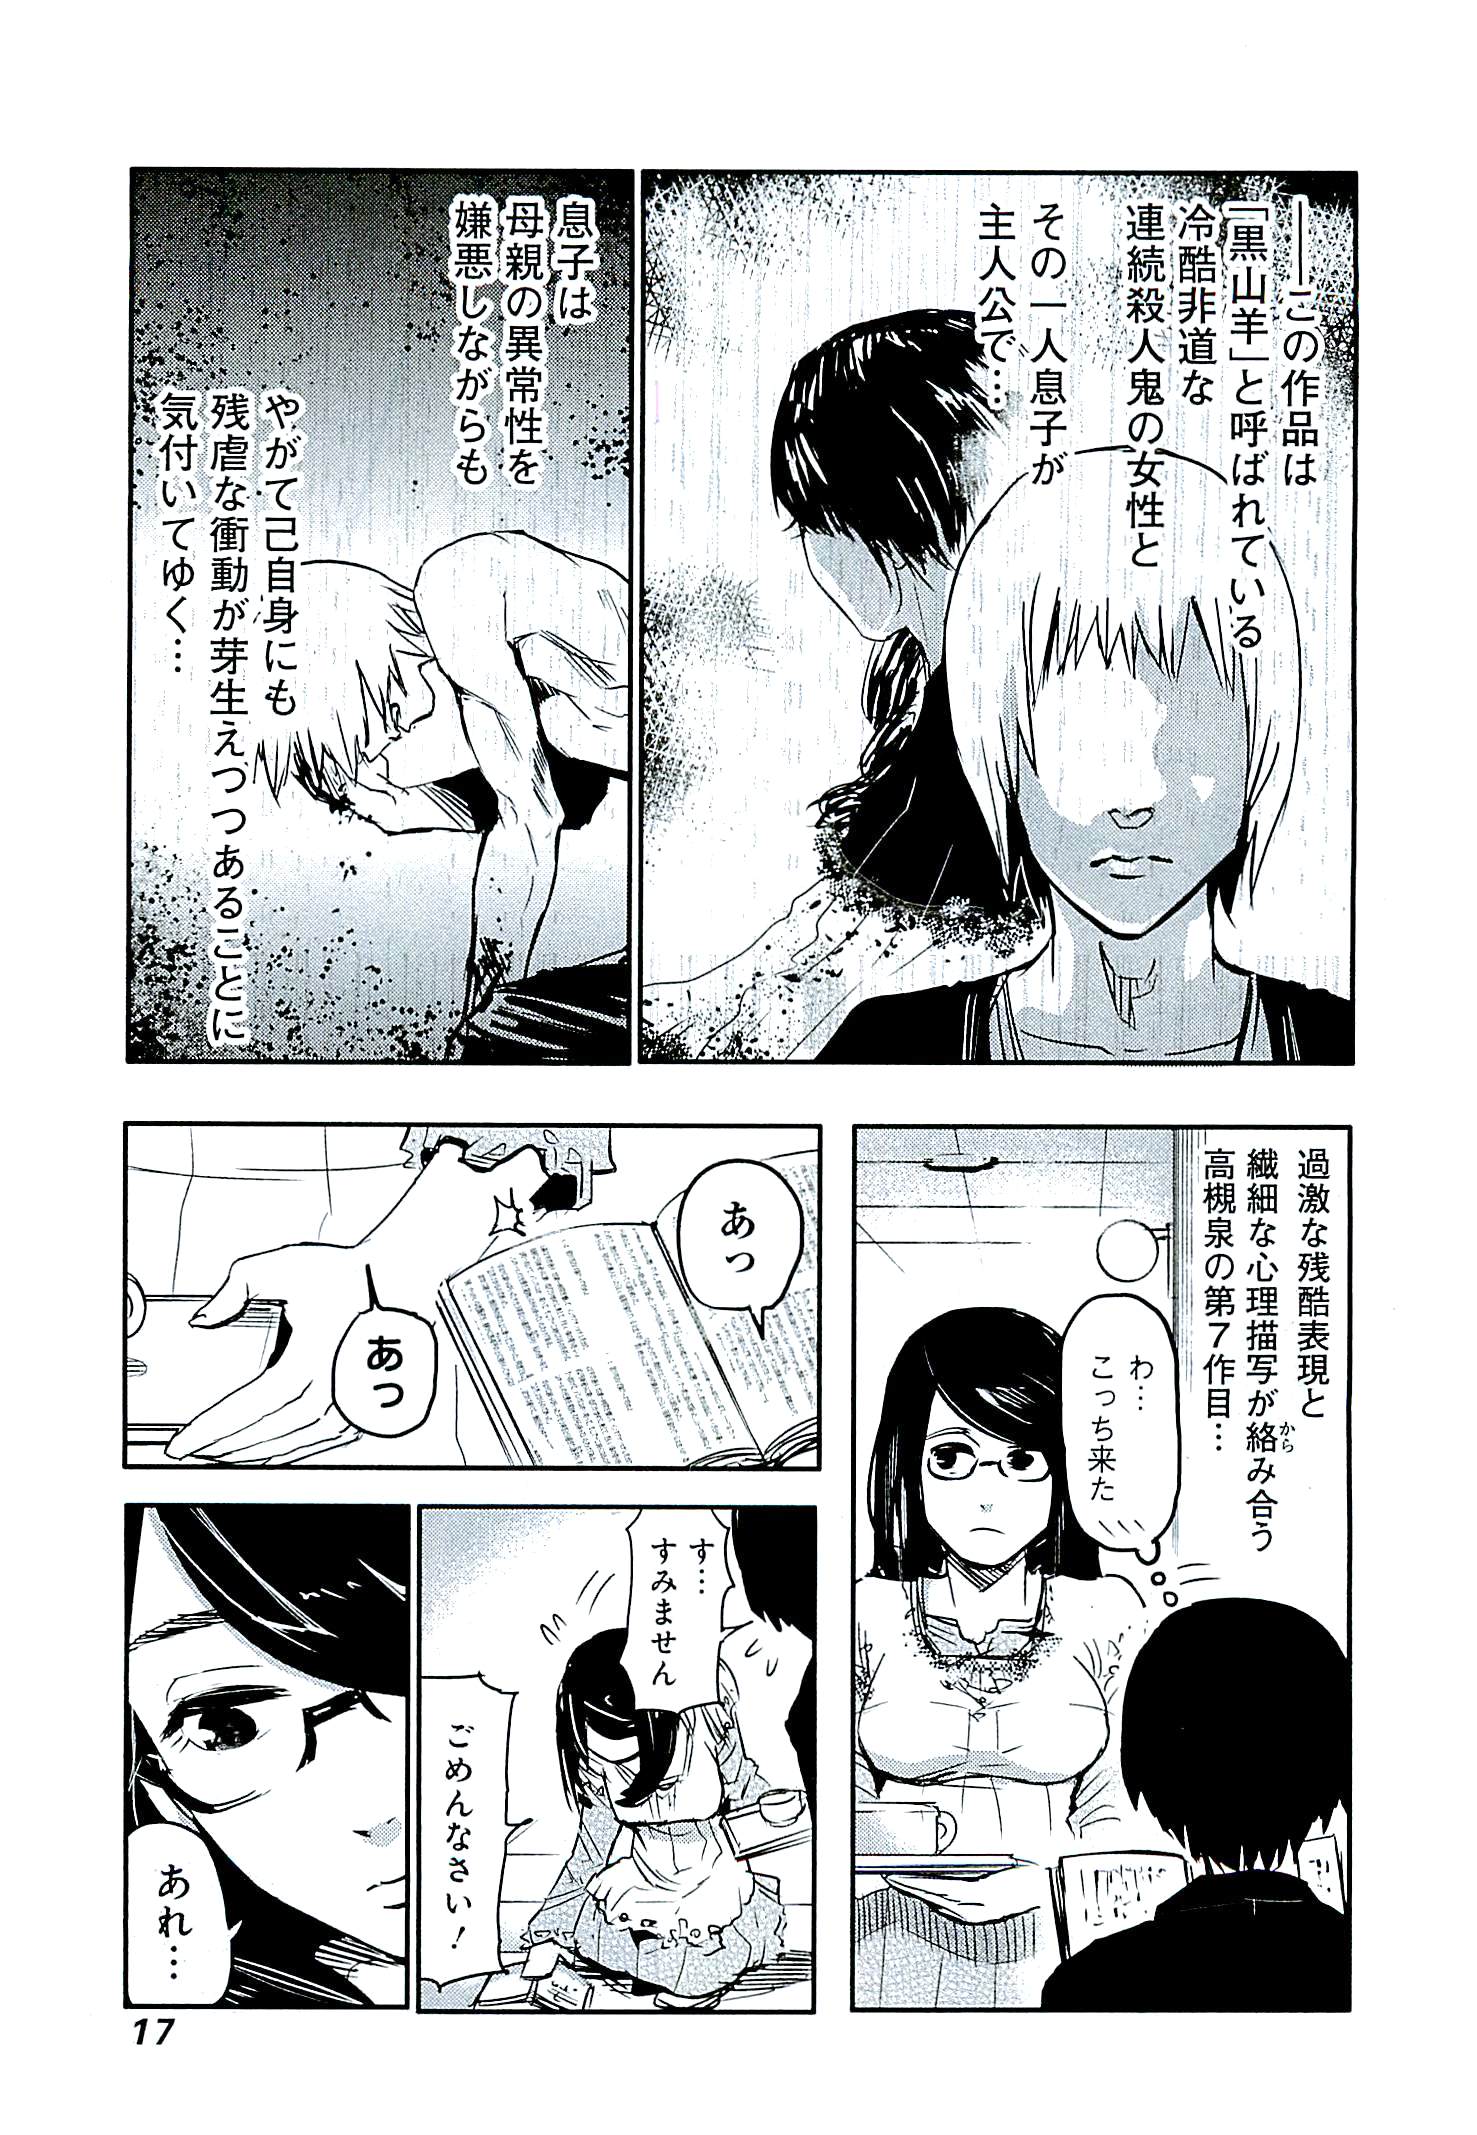 ──この作品は
「黒山羊」と呼ばれている
冷酷非道な
連続殺人鬼の女性と
その一人息子が
主人公で…
息子は
母親の異常性を
嫌悪しながらも
やがて己自身にも
残虐な衝動が芽生えつつあることに
気付いてゆく…
過激な残酷表現と
繊細な心理描写が絡み合う
から
高槻泉の第7作目…
わ…
こっち来た
あっ
あっ
す…
すみません
ごめんなさい！
あれ…
17